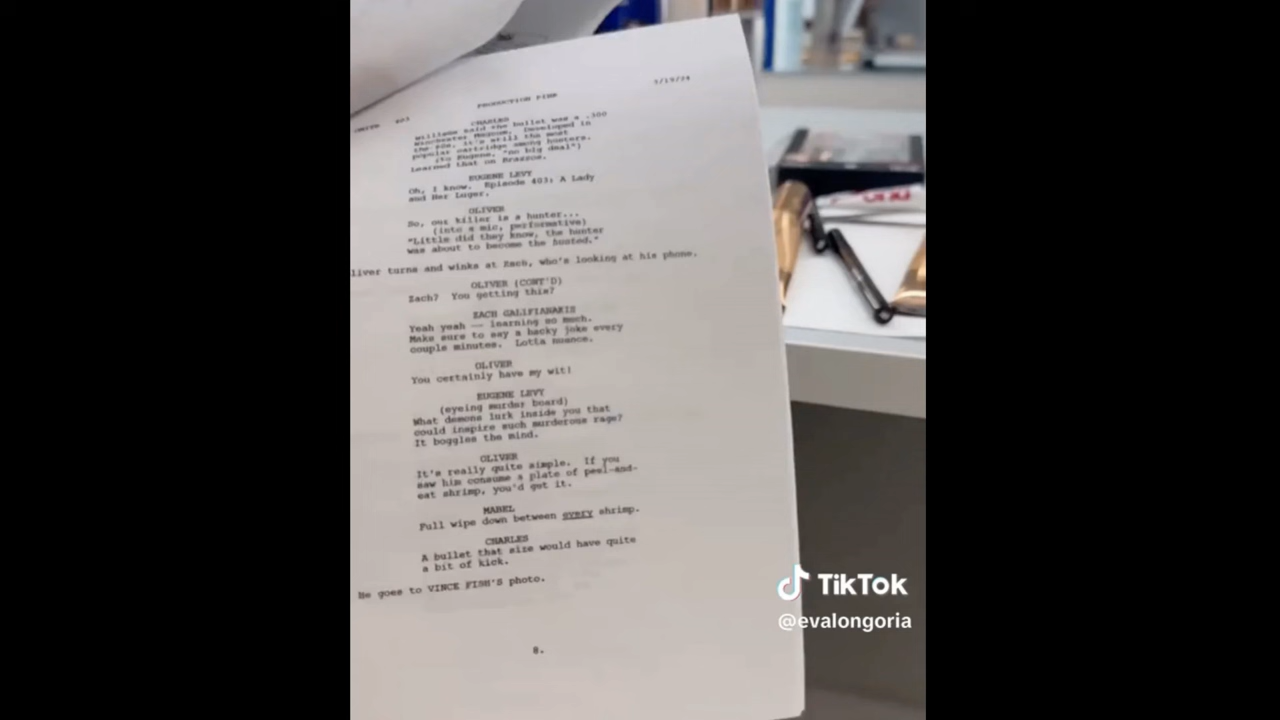 3/19/24
PRODUCTION PINK
CHARLES
Williams said the bullet was a .300
Winchester Magnum. Developed in
the 60s, it's still the most
popular cartridge among hunters.
(to Eugene, "no big deal")
Learned that on Brazzos.
EUGENE LEVY
Oh, I know. Episode 403: A Lady
and Her Luger.
OLIVER
So, our killer is a hunter...
(into a mic, performative)
"Little did they know, the hunter
was about to become the hunted."
liver turns and winks at Zach, who's looking at his phone.
OLIVER (CONT'D)
Zach? You getting this?
ZACH GALIFIANAKIS
Yeah yeah -- learning so much.
Make sure to say a hacky joke every
couple minutes. Lotta nuance.
OLIVER
You certainly have my wit!
EUGENE LEVY
(eyeing murder board)
What demons lurk inside you that
could inspire such murderous rage?
It boggles the mind.
OLIVER
It's really quite simple. If you
saw him consume a plate of peel-and-
eat shrimp, you'd get it.
MABEL
Full wipe down between EVERY shrimp.
CHARLES
A bullet that size would have quite
a bit of kick.
He goes to VINCE FISH'S photo.
8.
TikTok
@evalongoria